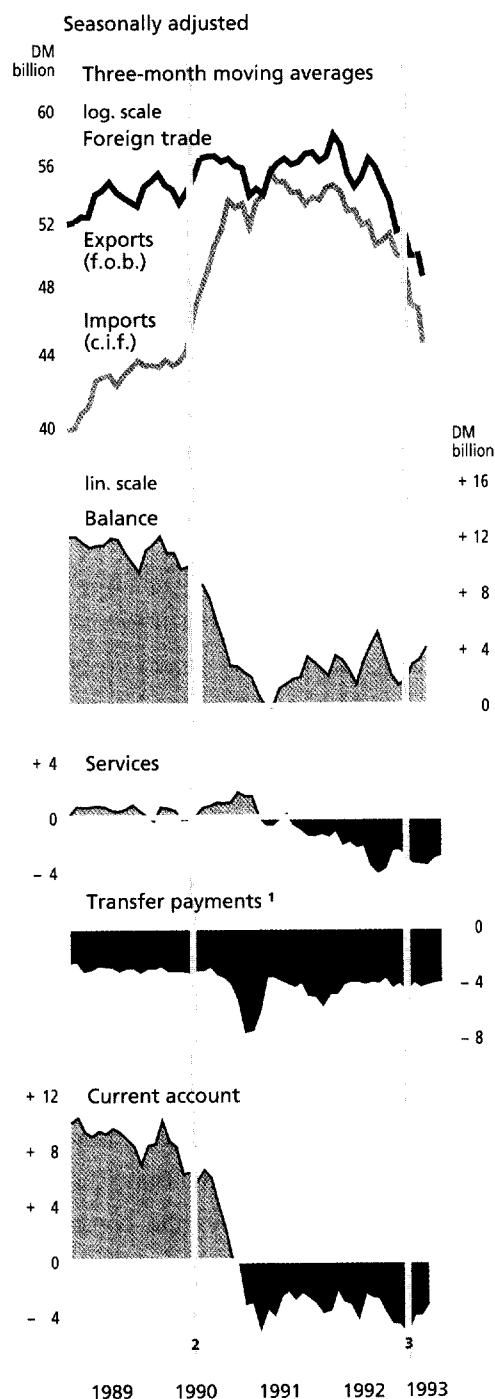 Seasonally adjusted
DM
billion
Three-month moving averages
60
log. scale
Foreign trade
56
52
Exports
(f.o.b.)
48
Imports
(c.i.f.)
44
40
DM
billion
lin. scale
+ 16
Balance
+ 12
+ 8
+ 4
0
+ 4
Services
0
– 4
Transfer payments ¹
0
– 4
– 8
+ 12
Current account
+ 8
+ 4
0
– 4
2
3
1989 1990 1991 1992 1993